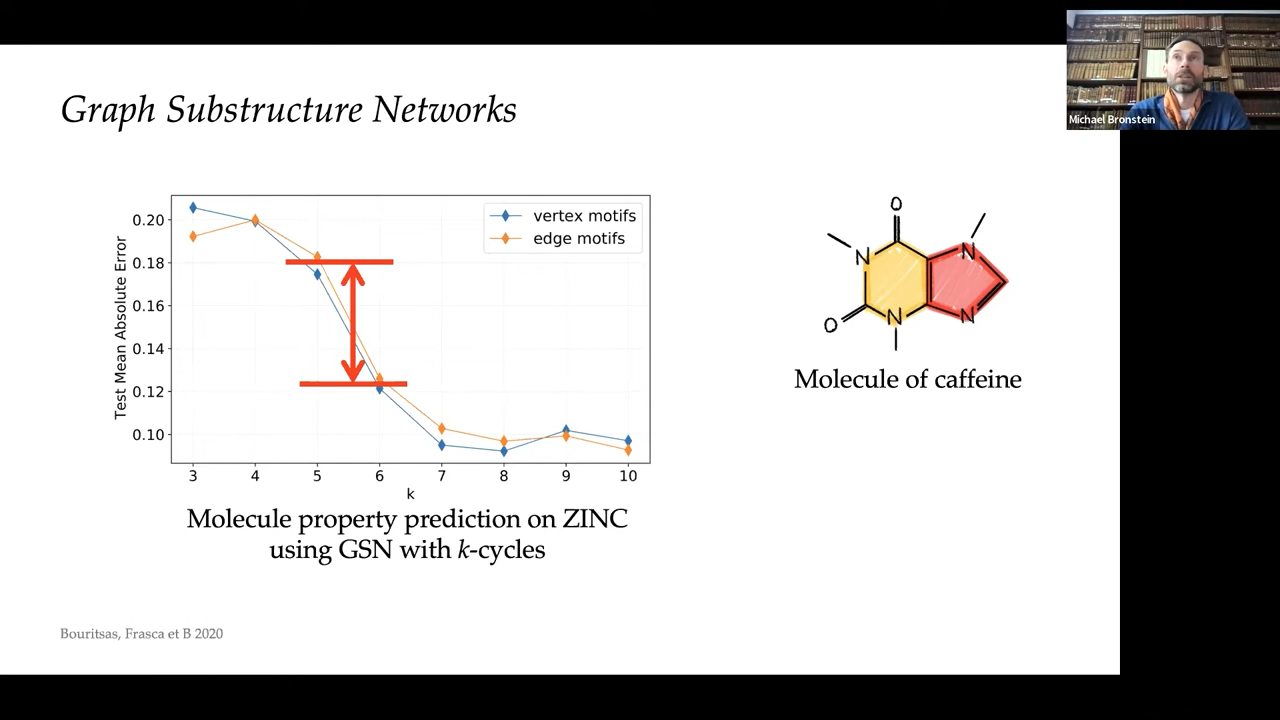 Michael Bronstein
Graph Substructure Networks
0.20
0.18
0.16
0.14
0.12
0.10
Test Mean Absolute Error
vertex motifs
edge motifs
3 4 5 6 7 8 9 10
k
Molecule property prediction on ZINC
using GSN with k-cycles
O
N
N
O
N
N
Molecule of caffeine
Bouritsas, Frasca et B 2020